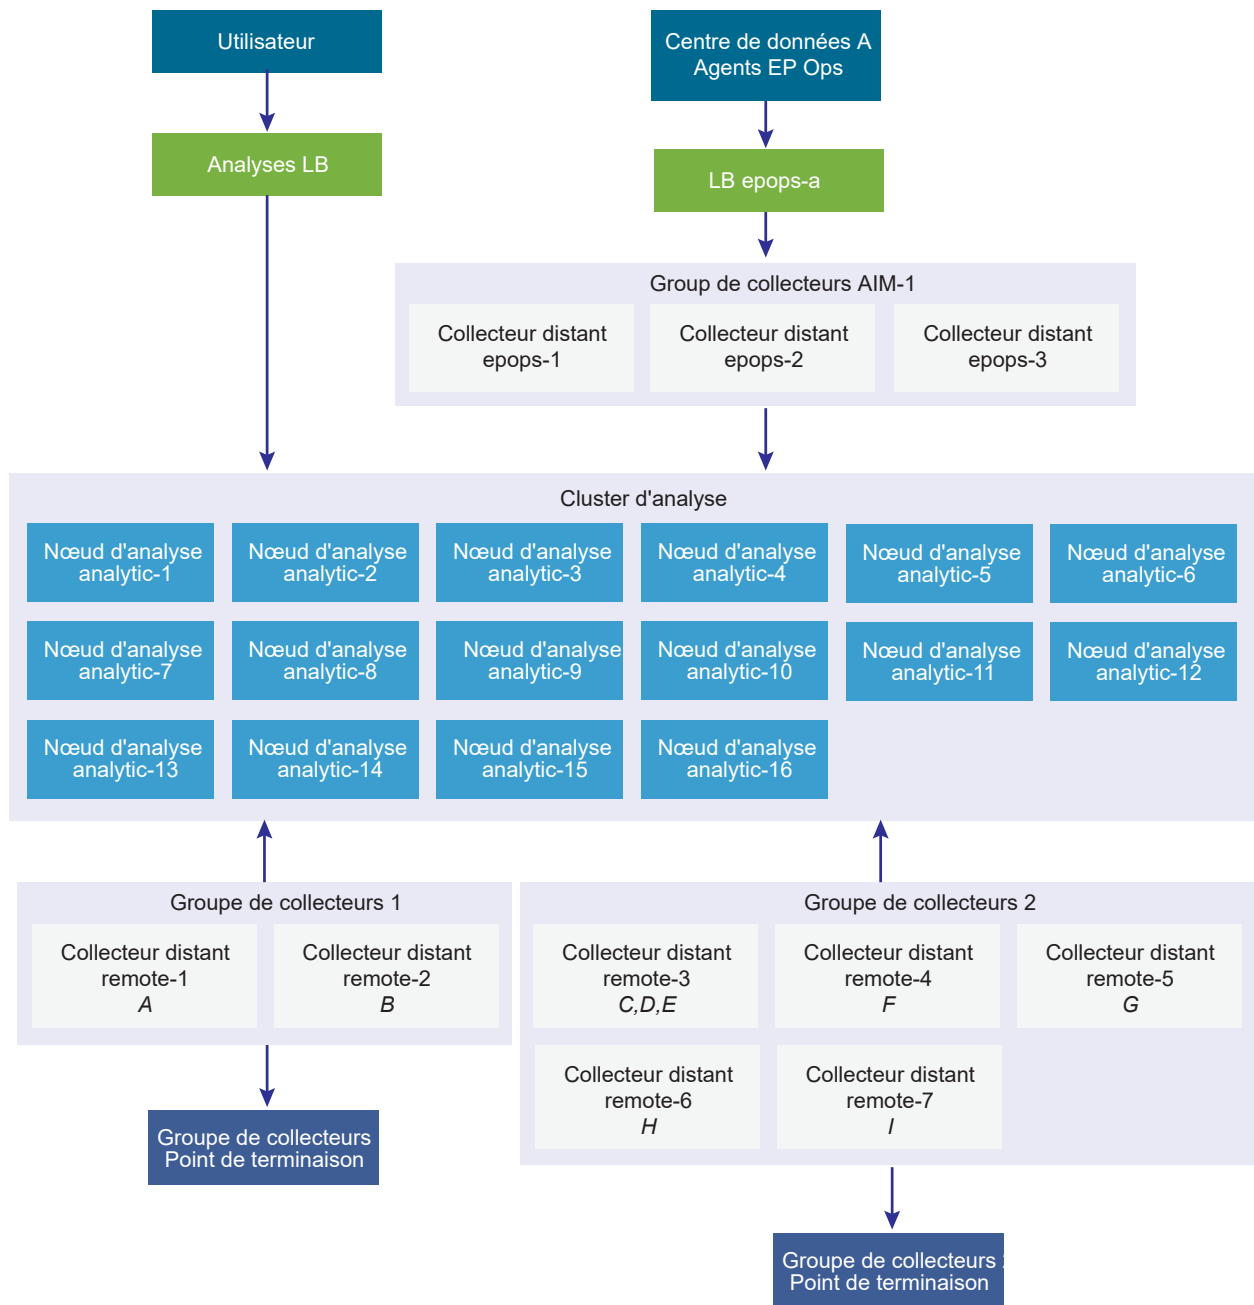 Utilisateur
Centre de données A
Agents EP Ops
Analyses LB
LB epops-a
Group de collecteurs AIM-1
Collecteur distant
epops-1
Collecteur distant
epops-2
Collecteur distant
epops-3
Cluster d'analyse
Nœud d'analyse
analytic-1
Nœud d'analyse
analytic-2
Nœud d'analyse
analytic-3
Nœud d'analyse
analytic-4
Nœud d'analyse
analytic-5
Nœud d'analyse
analytic-6
Nœud d'analyse
analytic-7
Nœud d'analyse
analytic-8
Nœud d'analyse
analytic-9
Nœud d'analyse
analytic-10
Nœud d'analyse
analytic-11
Nœud d'analyse
analytic-12
Nœud d'analyse
analytic-13
Nœud d'analyse
analytic-14
Nœud d'analyse
analytic-15
Nœud d'analyse
analytic-16
Groupe de collecteurs 1
Collecteur distant
remote-1
A
Collecteur distant
remote-2
B
Groupe de collecteurs 2
Collecteur distant
remote-3
C,D,E
Collecteur distant
remote-4
F
Collecteur distant
remote-5
G
Collecteur distant
remote-6
H
Collecteur distant
remote-7
I
Groupe de collecteurs
Point de terminaison
Groupe de collecteurs
Point de terminaison